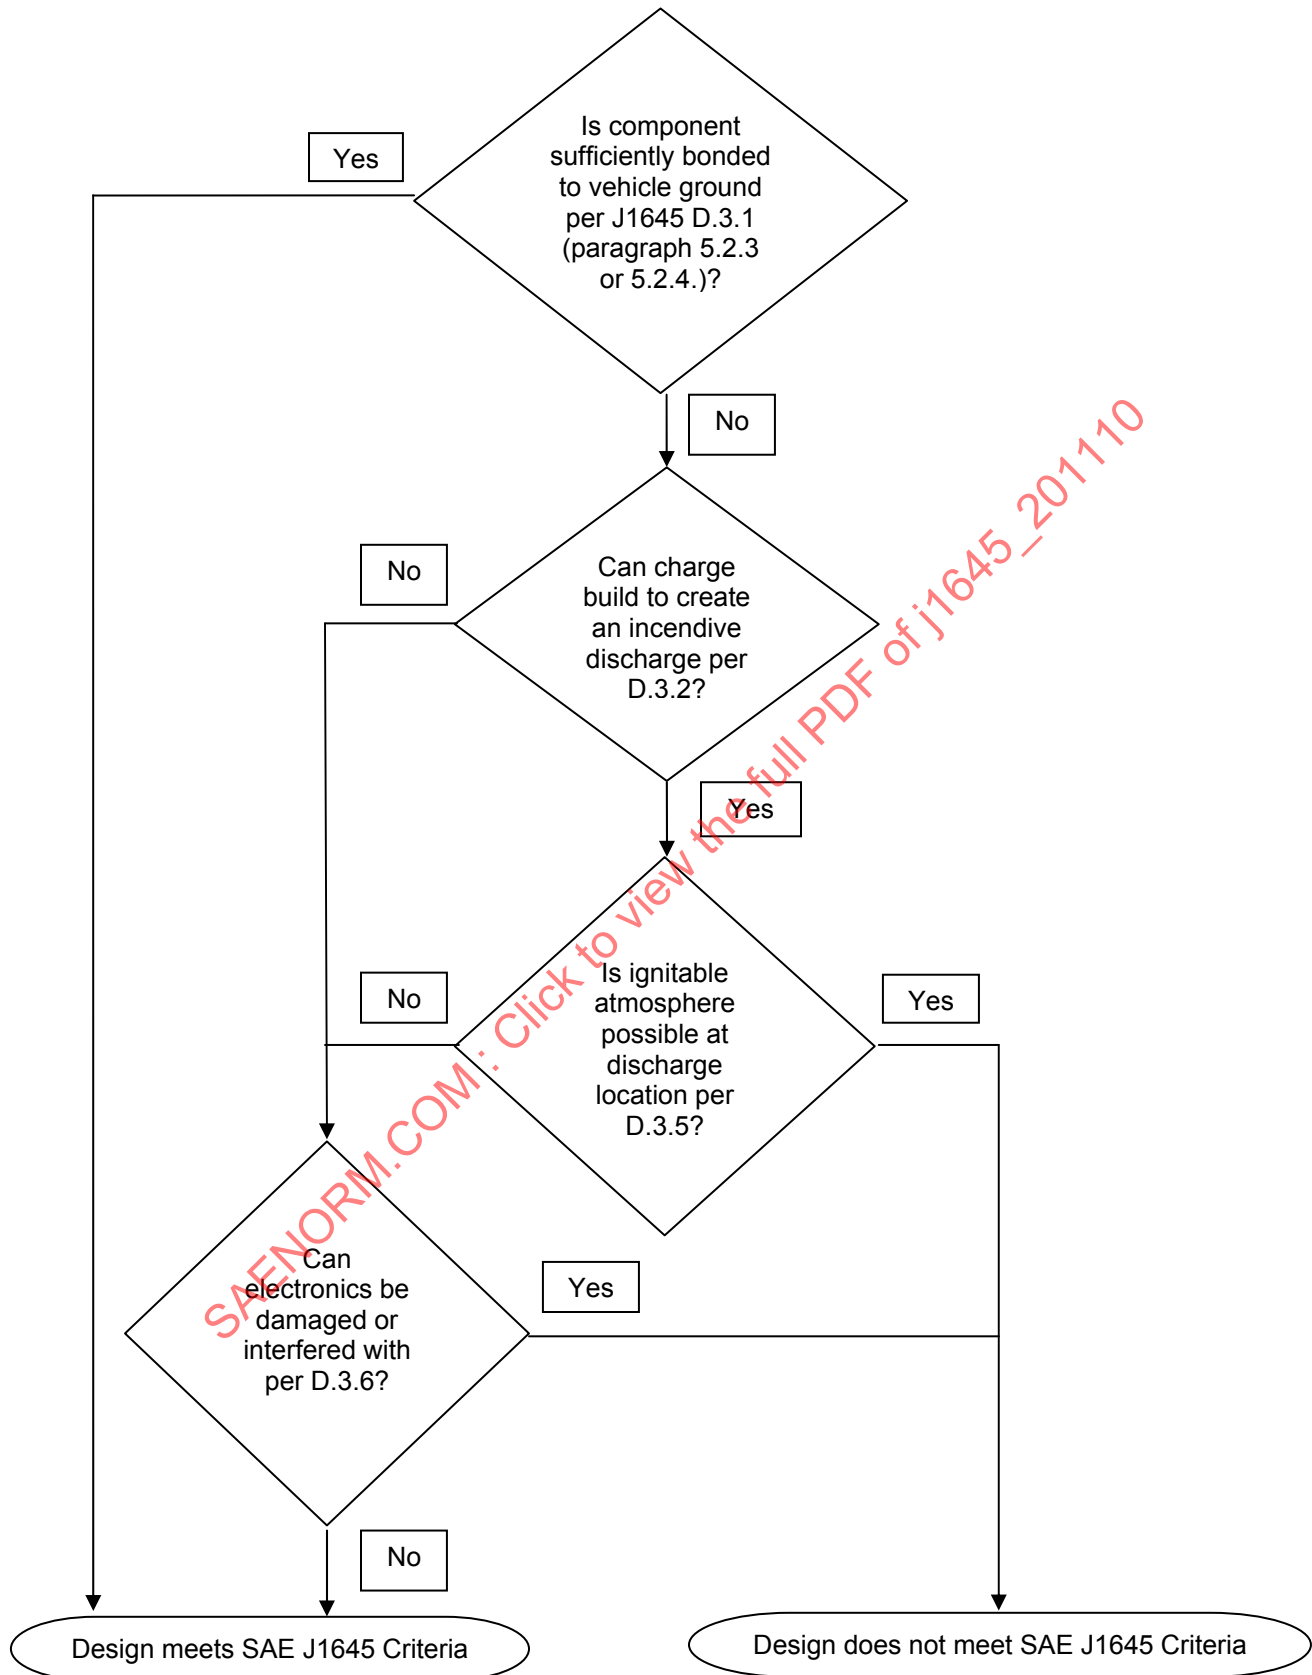 Is component
sufficiently bonded
to vehicle ground
per J1645 D.3.1
(paragraph 5.2.3
or 5.2.4.)?
Yes
No
Can charge
build to create
an incendive
discharge per
D.3.2?
No
Yes
Is ignitable
atmosphere
possible at
discharge
location per
D.3.5?
No
Yes
Can
electronics be
damaged or
interfered with
per D.3.6?
Yes
No
Design meets SAE J1645 Criteria
Design does not meet SAE J1645 Criteria
SAENORM.COM : Click to view the full PDF of j1645_201110